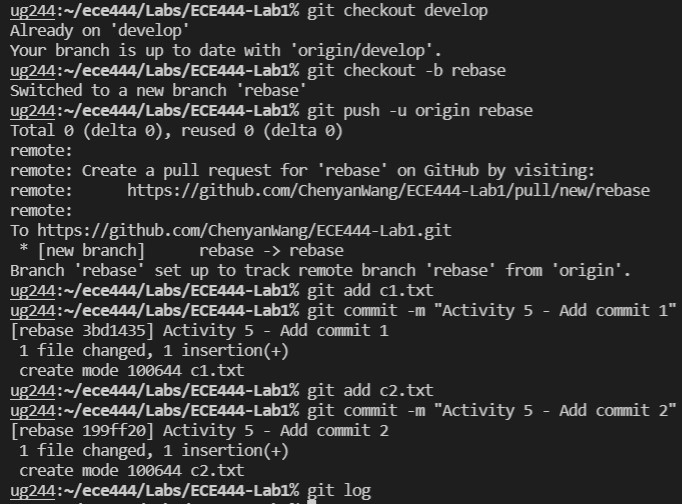 ug244:~/ece444/Labs/ECE444-Lab1% git checkout develop
Already on 'develop'
Your branch is up to date with 'origin/develop'.
ug244:~/ece444/Labs/ECE444-Lab1% git checkout -b rebase
Switched to a new branch 'rebase'
ug244:~/ece444/Labs/ECE444-Lab1% git push -u origin rebase
Total 0 (delta 0), reused 0 (delta 0)
remote:
remote: Create a pull request for 'rebase' on GitHub by visiting:
remote:      https://github.com/ChenyanWang/ECE444-Lab1/pull/new/rebase
remote:
To https://github.com/ChenyanWang/ECE444-Lab1.git
 * [new branch]      rebase -> rebase
Branch 'rebase' set up to track remote branch 'rebase' from 'origin'.
ug244:~/ece444/Labs/ECE444-Lab1% git add c1.txt
ug244:~/ece444/Labs/ECE444-Lab1% git commit -m "Activity 5 - Add commit 1"
[rebase 3bd1435] Activity 5 - Add commit 1
 1 file changed, 1 insertion(+)
 create mode 100644 c1.txt
ug244:~/ece444/Labs/ECE444-Lab1% git add c2.txt
ug244:~/ece444/Labs/ECE444-Lab1% git commit -m "Activity 5 - Add commit 2"
[rebase 199ff20] Activity 5 - Add commit 2
 1 file changed, 1 insertion(+)
 create mode 100644 c2.txt
ug244:~/ece444/Labs/ECE444-Lab1% git log